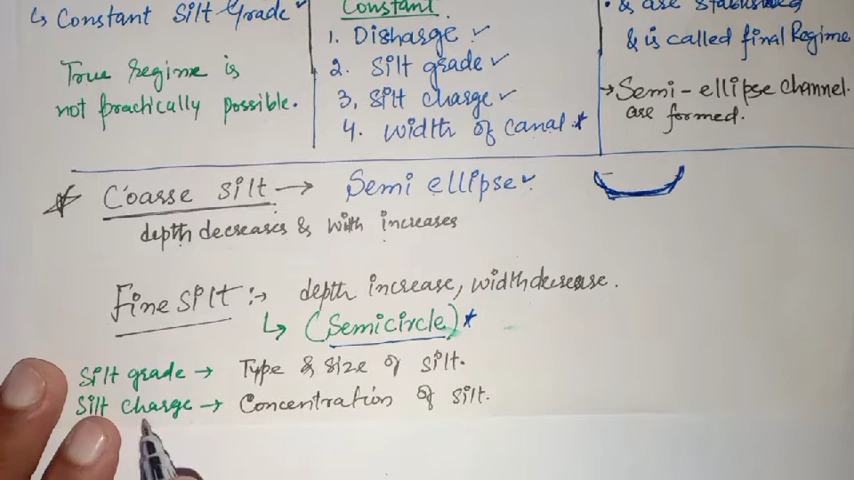 ↳ Constant Silt Grade
True Regime is
not practically possible.
Constant
1. Disharge ✓
2. Silt grade ✓
3. Silt charge ✓
4. Width of canal. *
& is called final Regime
→ Semi-ellipse channel.
are formed.
Coarse silt → Semi ellipse ✓
depth decreases & with increases
Fine silt :→ depth increase, width decrease.
↳ (Semicircle) *
Silt grade → Type & size of silt.
Silt charge → Concentration of silt.